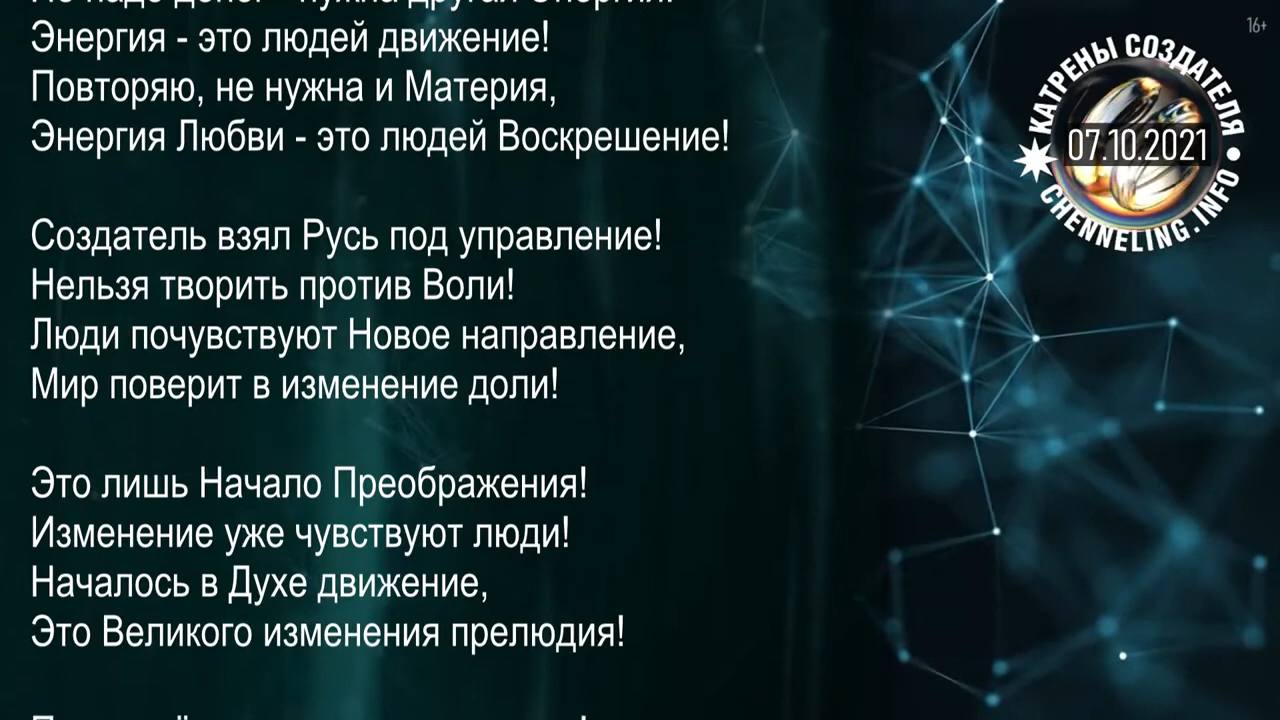 Энергия - это людей движение!
Повторяю, не нужна и Материя,
Энергия Любви - это людей Воскрешение!
Создатель взял Русь под управление!
Нельзя творить против Воли!
Люди почувствуют Новое направление,
Мир поверит в изменение доли!
Это лишь Начало Преображения!
Изменение уже чувствуют люди!
Началось в Духе движение,
Это Великого изменения прелюдия!
16+
КАТРЕНЫ СОЗДАТЕЛЯ
07.10.2021
CHENNELING.INFO